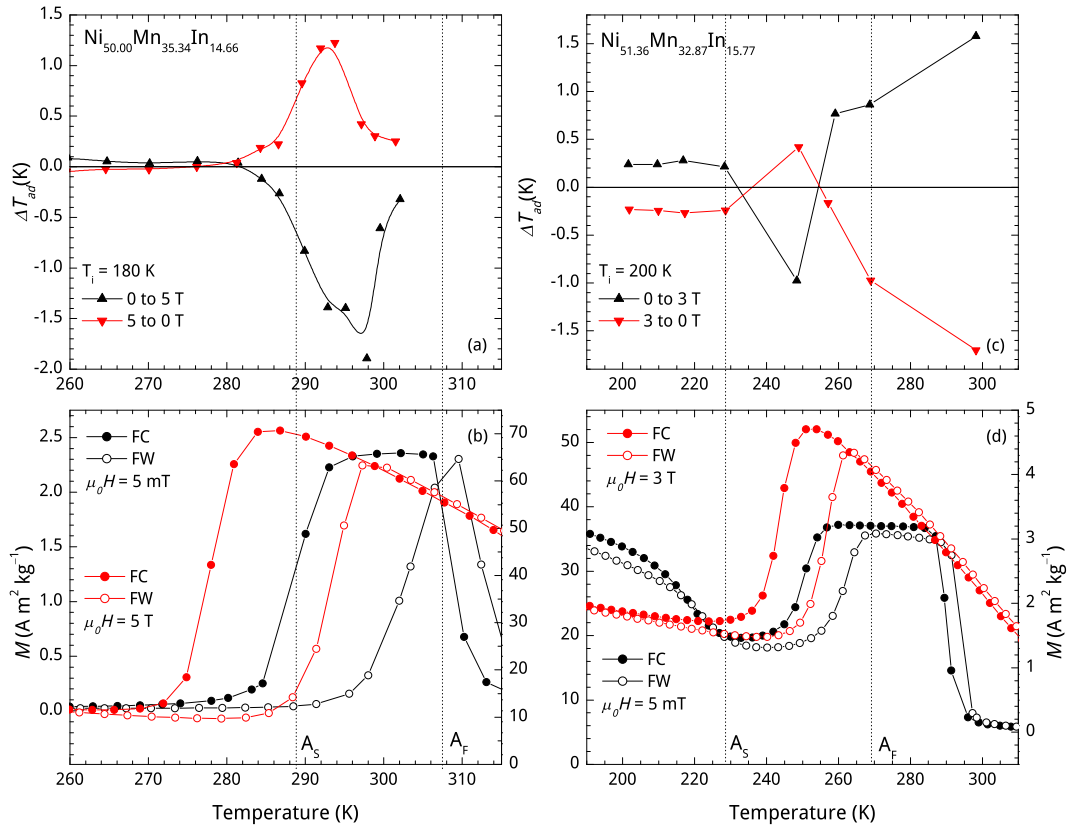 Ni50.00Mn35.34In14.66
1.5
1.0
0.5
0.0
-0.5
-1.0
-1.5
-2.0
ΔTad(K)
Ti = 180 K
0 to 5 T
5 to 0 T
(a)
260 270 280 290 300 310
Ni51.36Mn32.87In15.77
1.5
1.0
0.5
0.0
-0.5
-1.0
-1.5
ΔTad(K)
Ti = 200 K
0 to 3 T
3 to 0 T
(c)
200 220 240 260 280 300
2.5
2.0
1.5
1.0
0.5
0.0
M (A m2 kg-1)
FC
FW
μ0H = 5 mT
FC
FW
μ0H = 5 T
(b)
AS
AF
70
60
50
40
30
20
10
0
260 270 280 290 300 310
Temperature (K)
50
40
30
20
10
0
FC
FW
μ0H = 3 T
FC
FW
μ0H = 5 mT
(d)
AS
AF
5
4
3
2
1
0
M (A m2 kg-1)
200 220 240 260 280 300
Temperature (K)